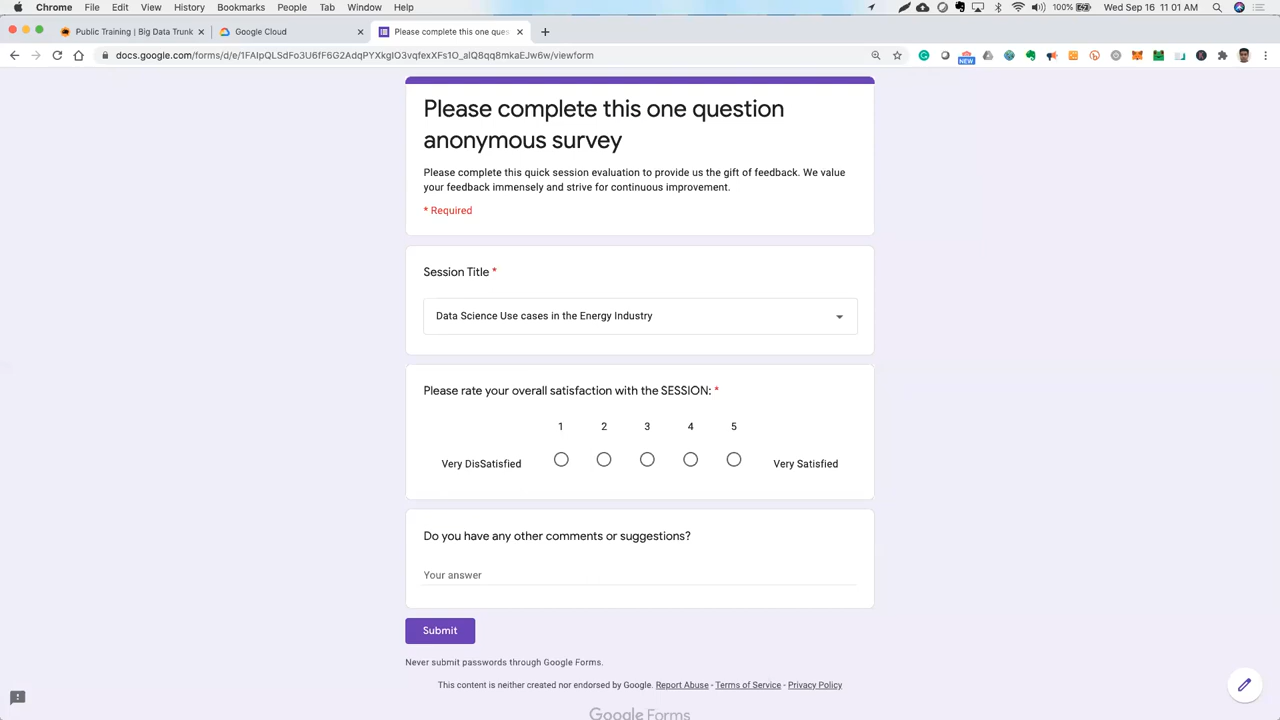 Chrome File Edit View History Bookmarks People Tab Window Help 100% Wed Sep 16 11:01 AM
Public Training | Big Data Trunk Google Cloud Please complete this one ques
docs.google.com/forms/d/e/1FAIpQLSdFo3U6fF6G2AdqPYXkgIO3vqfexXFs1O_alQ8qq8mkaEJw6w/viewform
NEW
Please complete this one question
anonymous survey
Please complete this quick session evaluation to provide us the gift of feedback. We value
your feedback immensely and strive for continuous improvement.
* Required
Session Title *
Data Science Use cases in the Energy Industry
Please rate your overall satisfaction with the SESSION: *
1 2 3 4 5
Very DisSatisfied Very Satisfied
Do you have any other comments or suggestions?
Your answer
Submit
Never submit passwords through Google Forms.
This content is neither created nor endorsed by Google. Report Abuse - Terms of Service - Privacy Policy
Google Forms